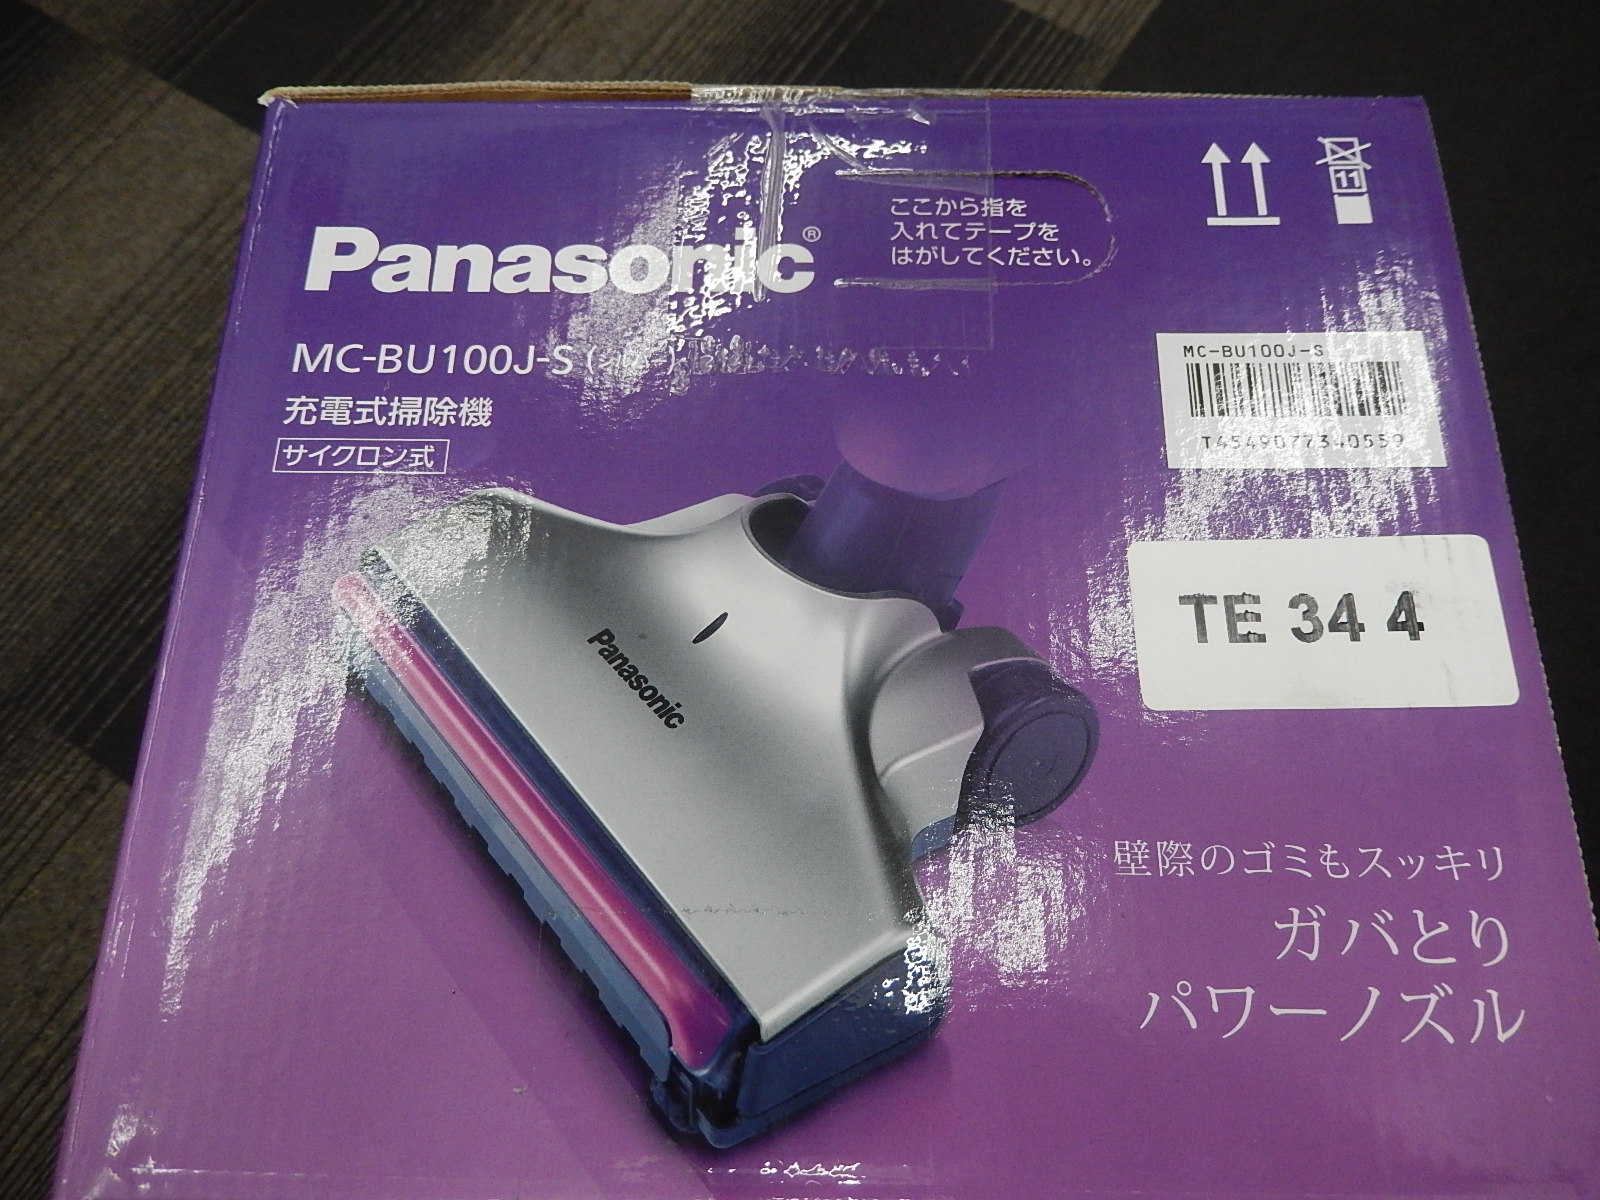 Panasonic®
ここから指を
入れてテープを
はがしてください。
11
MC-BU100J-S
MC-BU100J-S
T4549077340559
充電式掃除機
サイクロン式
TE 34 4
Panasonic
壁際のゴミもスッキリ
ガバとり
パワーノズル